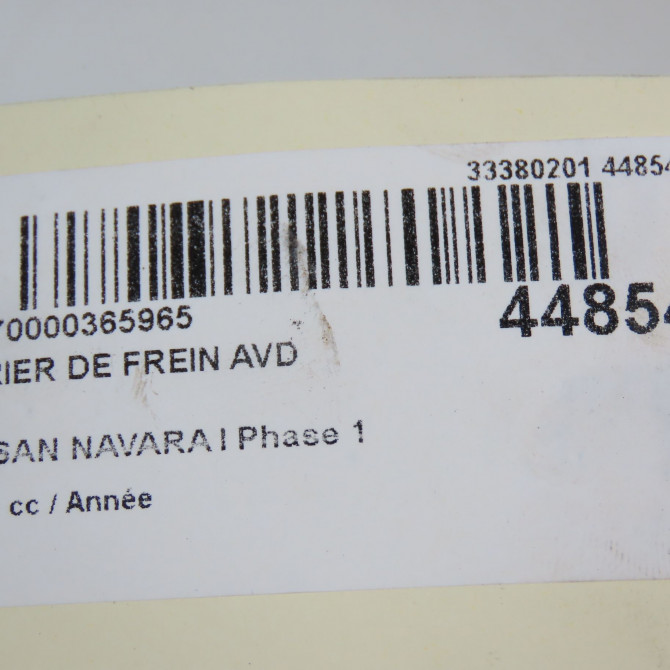 33380201 44854
70000365965
44854
RIER DE FREIN AVD
SAN NAVARA I Phase 1
cc / Année